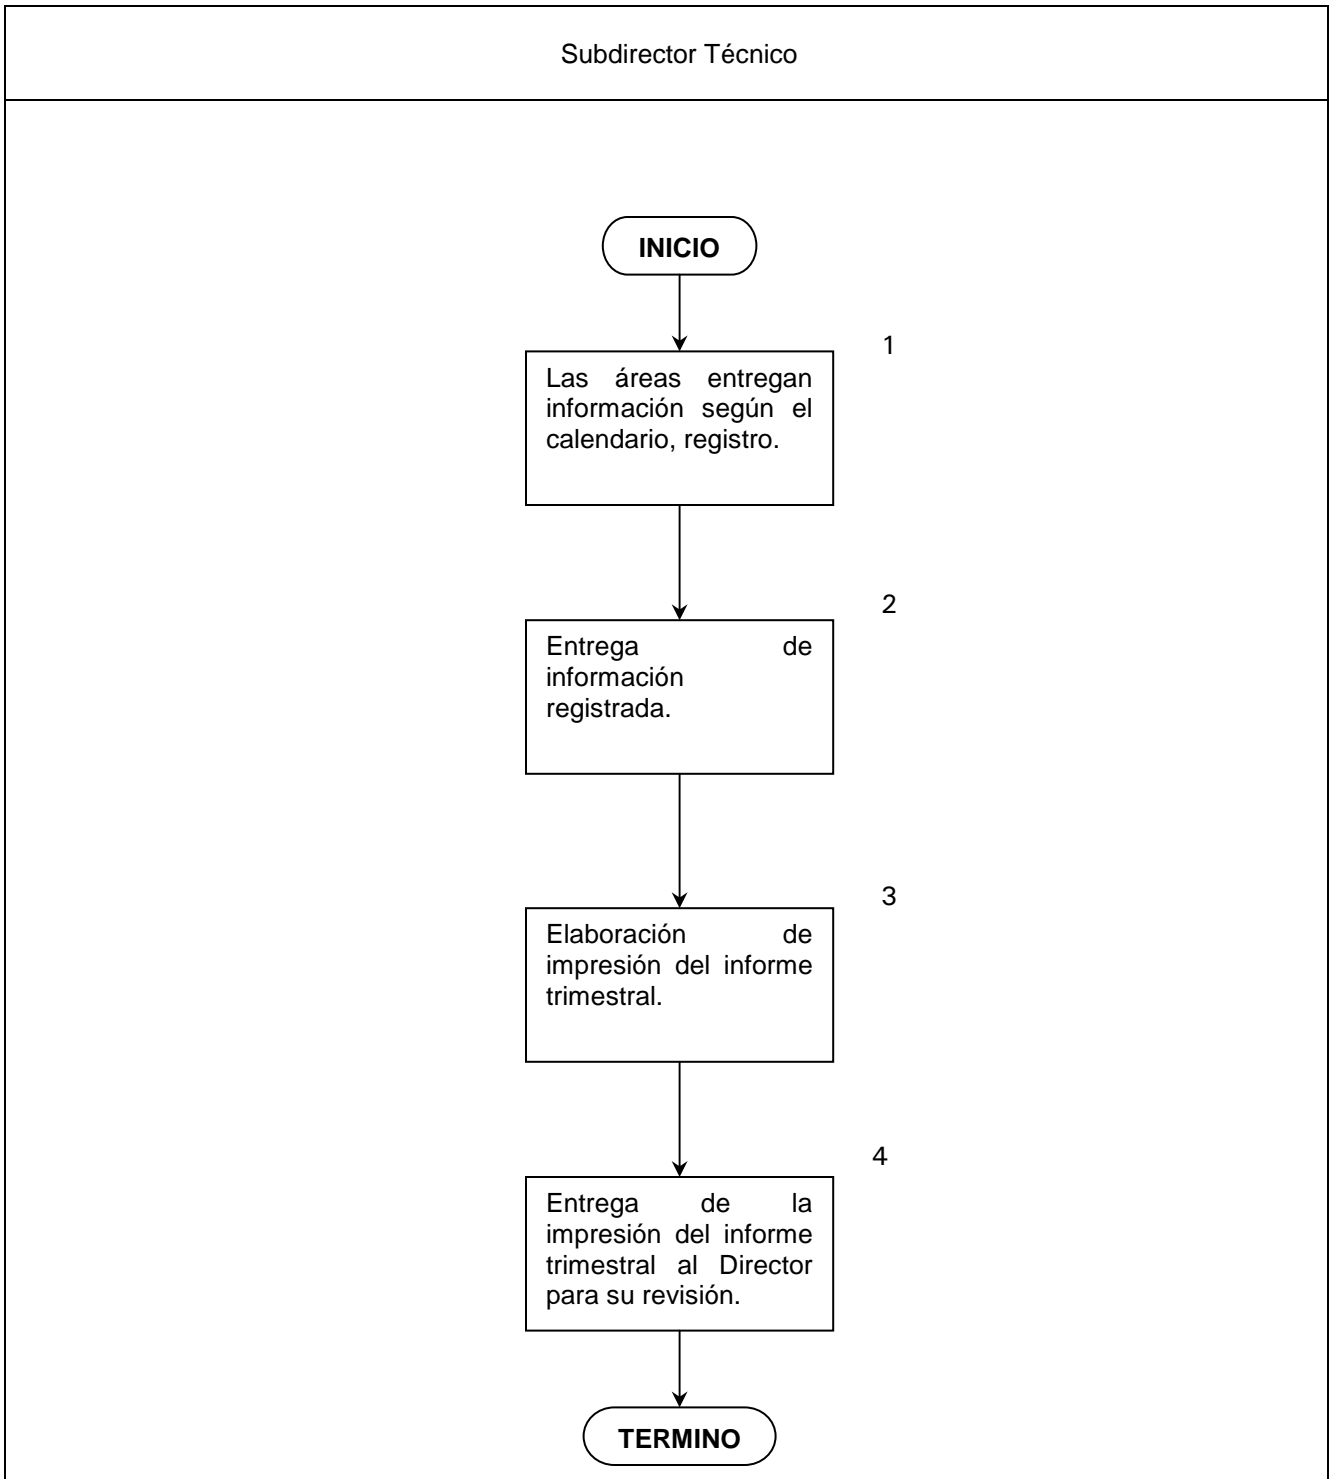 Subdirector Técnico
INICIO
1
Las áreas entregan
información según el
calendario, registro.
2
Entrega de
información
registrada.
3
Elaboración de
impresión del informe
trimestral.
4
Entrega de la
impresión del informe
trimestral al Director
para su revisión.
TERMINO